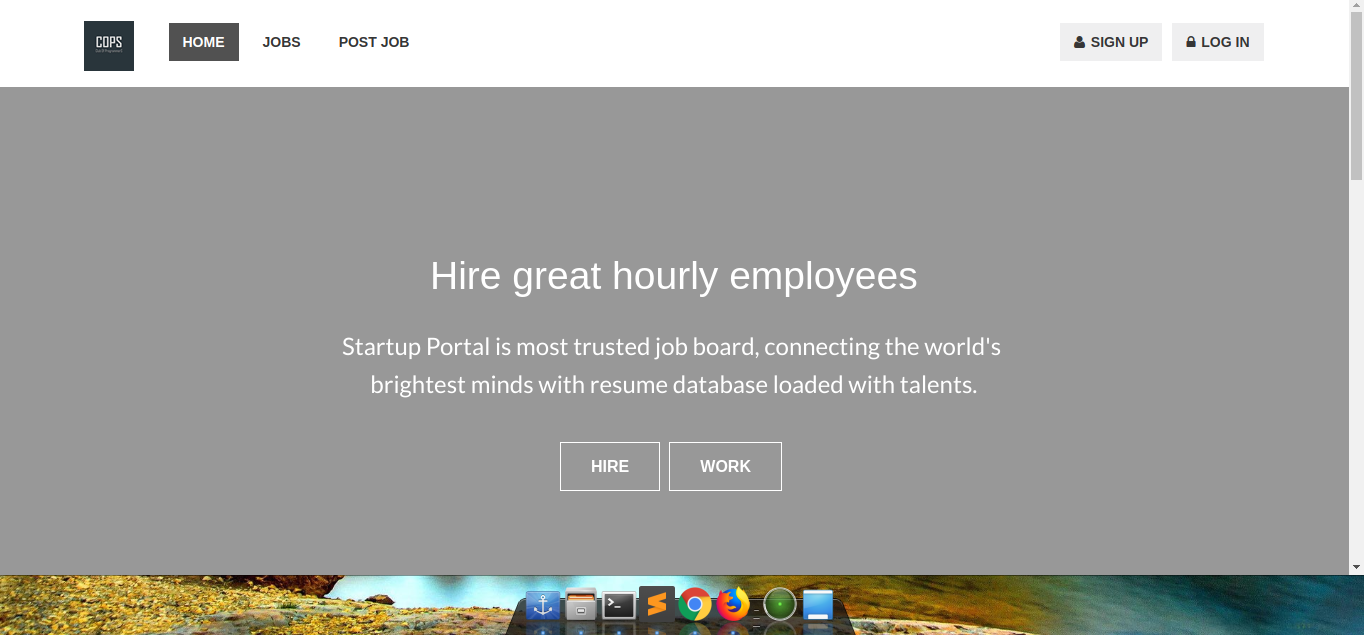 COPS
HOME
JOBS
POST JOB
SIGN UP
LOG IN
Hire great hourly employees
Startup Portal is most trusted job board, connecting the world's
brightest minds with resume database loaded with talents.
HIRE
WORK